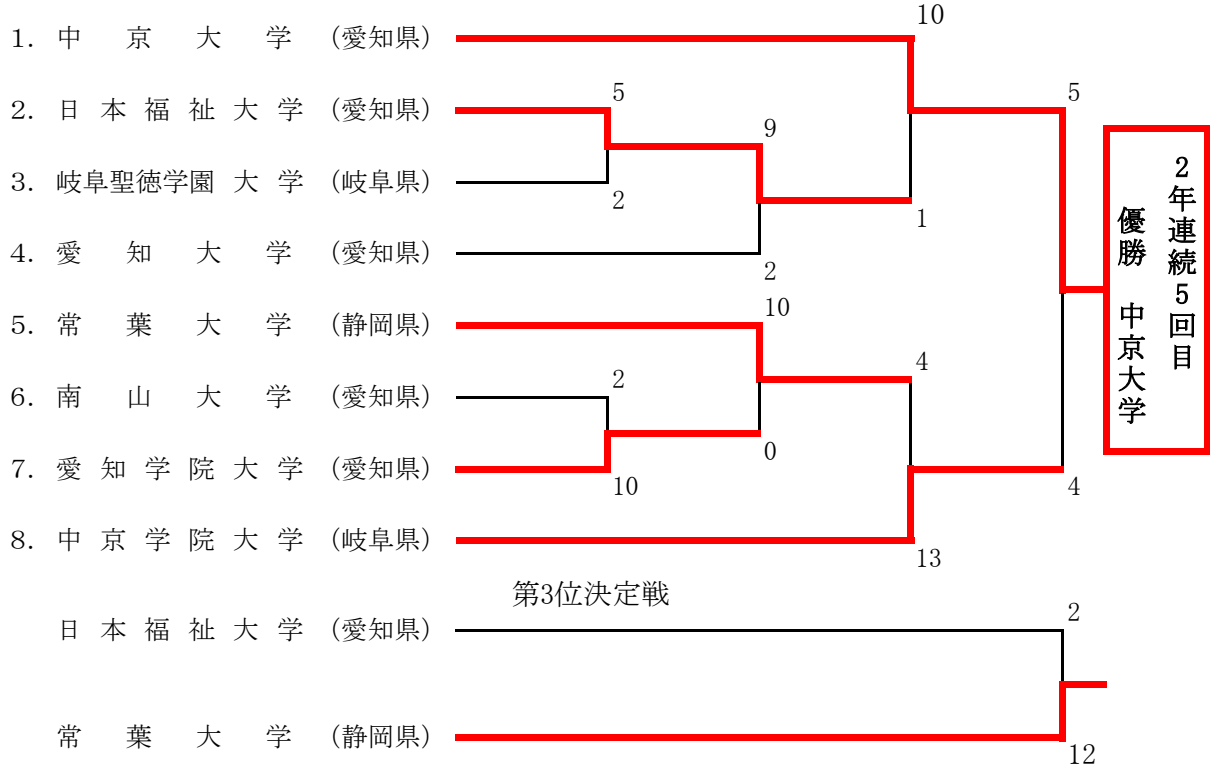 10
1. 中京大学 (愛知県)
5
5
2. 日本福祉大学 (愛知県)
9
3. 岐阜聖徳学園大学 (岐阜県)
2
1
4. 愛知大学 (愛知県)
2
10
5. 常葉大学 (静岡県)
4
2
6. 南山大学 (愛知県)
0
7. 愛知学院大学 (愛知県)
10
4
8. 中京学院大学 (岐阜県)
13
2年連続5回目
優勝 中京大学
第3位決定戦
2
日本福祉大学 (愛知県)
常葉大学 (静岡県)
12